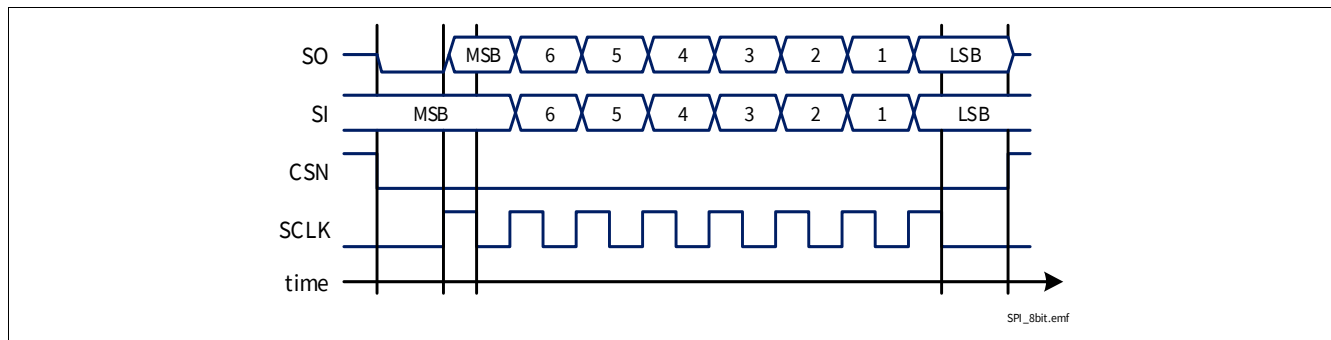 SO MSB 6 5 4 3 2 1 LSB
SI MSB 6 5 4 3 2 1 LSB
CSN
SCLK
time
SPI_8bit.emf